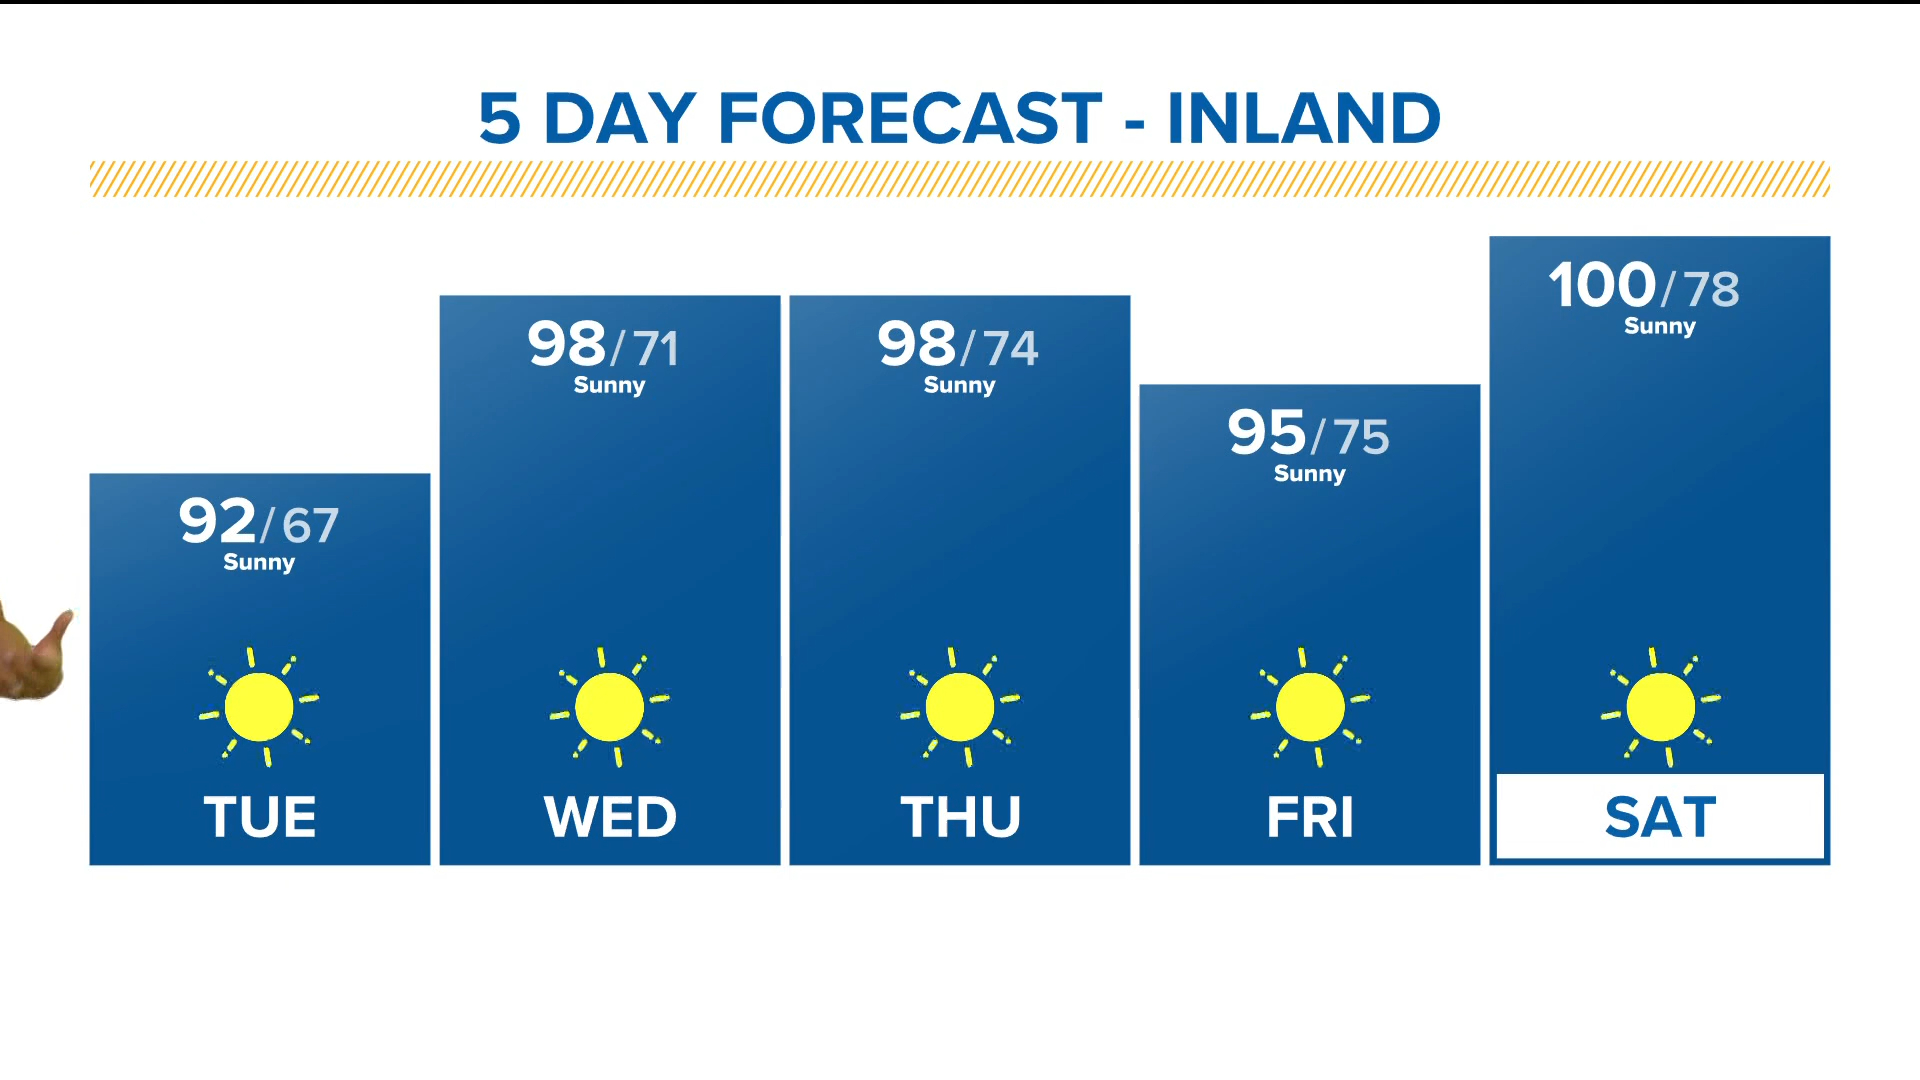 5 DAY FORECAST - INLAND
92/67
Sunny
TUE
98/71
Sunny
WED
98/74
Sunny
THU
95/75
Sunny
FRI
100/78
Sunny
SAT